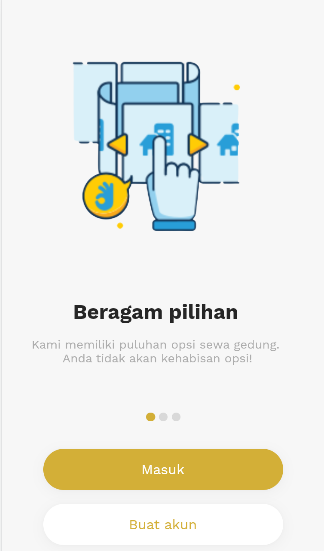 Beragam pilihan
Kami memiliki puluhan opsi sewa gedung.
Anda tidak akan kehabisan opsi!
Masuk
Buat akun